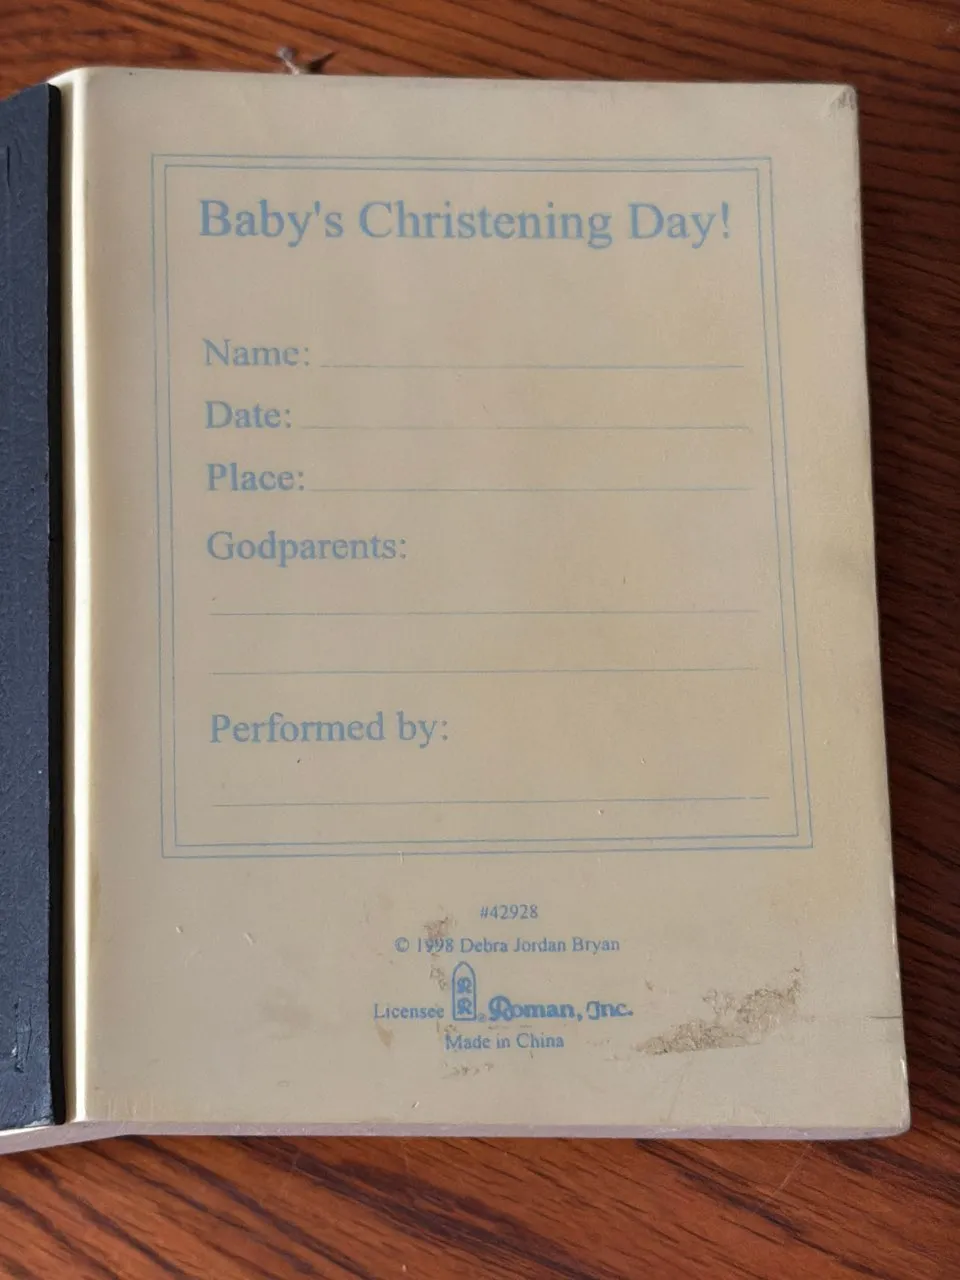 Baby's Christening Day!
Name:
Date:
Place:
Godparents:
Performed by:
#42928
© 1998 Debra Jordan Bryan
Licensee R R ® Roman, Inc.
Made in China